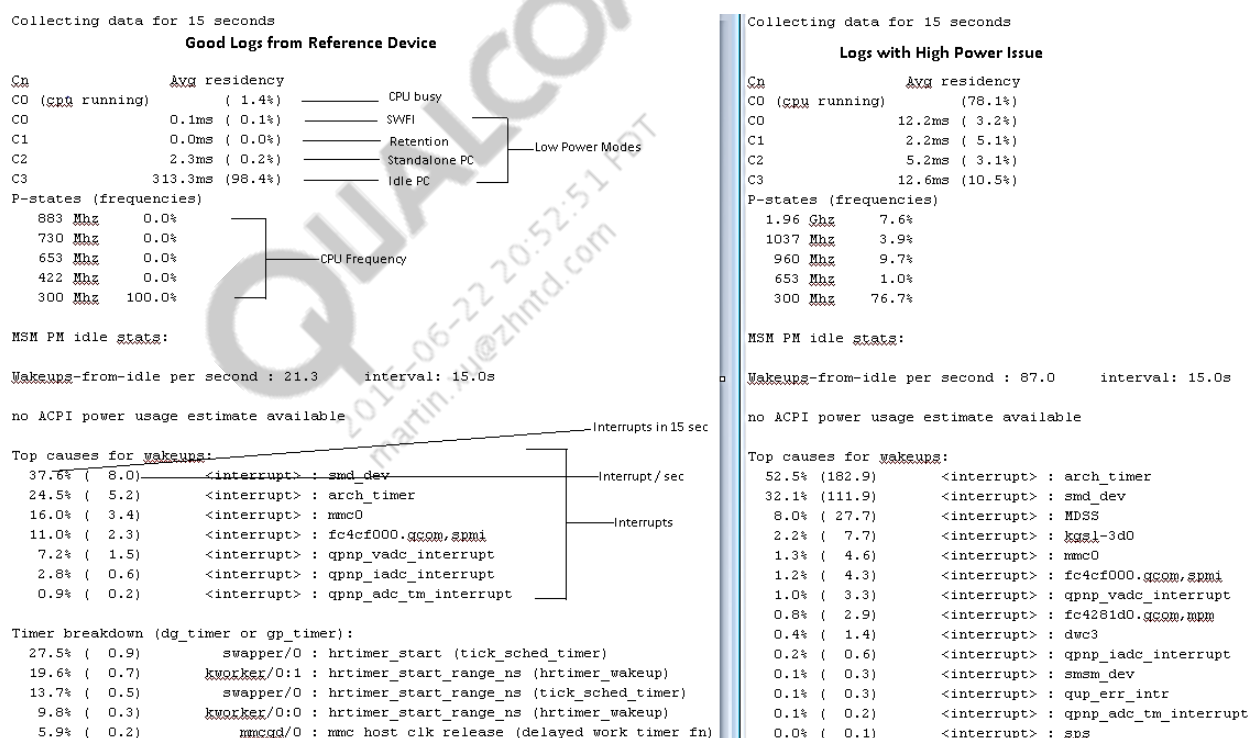 Collecting data for 15 seconds
Good Logs from Reference Device
Cn Avg residency
C0 (cpu running) ( 1.4%) CPU busy
C0 0.1ms ( 0.1%) SWFI
C1 0.0ms ( 0.0%) Retention
Low Power Modes
C2 2.3ms ( 0.2%) Standalone PC
C3 313.3ms (98.4%) Idle PC
P-states (frequencies)
883 Mhz 0.0%
730 Mhz 0.0%
653 Mhz 0.0% CPU Frequency
422 Mhz 0.0%
300 Mhz 100.0%
MSM PM idle stats:
Wakeups-from-idle per second : 21.3 interval: 15.0s
no ACPI power usage estimate available
Interrupts in 15 sec
Top causes for wakeups:
37.6% ( 8.0) <interrupt> : smd_dev Interrupt / sec
24.5% ( 5.2) <interrupt> : arch_timer
16.0% ( 3.4) <interrupt> : mmc0 Interrupts
11.0% ( 2.3) <interrupt> : fc4cf000.qcom,spmi
7.2% ( 1.5) <interrupt> : qpnp_vadc_interrupt
2.8% ( 0.6) <interrupt> : qpnp_iadc_interrupt
0.9% ( 0.2) <interrupt> : qpnp_adc_tm_interrupt
Timer breakdown (dg_timer or gp_timer):
27.5% ( 0.9) swapper/0 : hrtimer_start (tick_sched_timer)
19.6% ( 0.7) kworker/0:1 : hrtimer_start_range_ns (hrtimer_wakeup)
13.7% ( 0.5) swapper/0 : hrtimer_start_range_ns (tick_sched_timer)
9.8% ( 0.3) kworker/0:0 : hrtimer_start_range_ns (hrtimer_wakeup)
5.9% ( 0.2) mmcqd/0 : mmc_host_clk_release (delayed_work_timer_fn)
Collecting data for 15 seconds
Logs with High Power Issue
Cn Avg residency
C0 (cpu running) (78.1%)
C0 12.2ms ( 3.2%)
C1 2.2ms ( 5.1%)
C2 5.2ms ( 3.1%)
C3 12.6ms (10.5%)
P-states (frequencies)
1.96 Ghz 7.6%
1037 Mhz 3.9%
960 Mhz 9.7%
653 Mhz 1.0%
300 Mhz 76.7%
MSM PM idle stats:
Wakeups-from-idle per second : 87.0 interval: 15.0s
no ACPI power usage estimate available
Top causes for wakeups:
52.5% (182.9) <interrupt> : arch_timer
32.1% (111.9) <interrupt> : smd_dev
8.0% ( 27.7) <interrupt> : MDSS
2.2% ( 7.7) <interrupt> : kgsl-3d0
1.3% ( 4.6) <interrupt> : mmc0
1.2% ( 4.3) <interrupt> : fc4cf000.qcom,spmi
1.0% ( 3.3) <interrupt> : qpnp_vadc_interrupt
0.8% ( 2.9) <interrupt> : fc4281d0.qcom,mpm
0.4% ( 1.4) <interrupt> : dwc3
0.2% ( 0.6) <interrupt> : qpnp_iadc_interrupt
0.1% ( 0.3) <interrupt> : smsm_dev
0.1% ( 0.3) <interrupt> : qup_err_intr
0.1% ( 0.2) <interrupt> : qpnp_adc_tm_interrupt
0.0% ( 0.1) <interrupt> : sps
2016-06-22 20:52:51 PDT